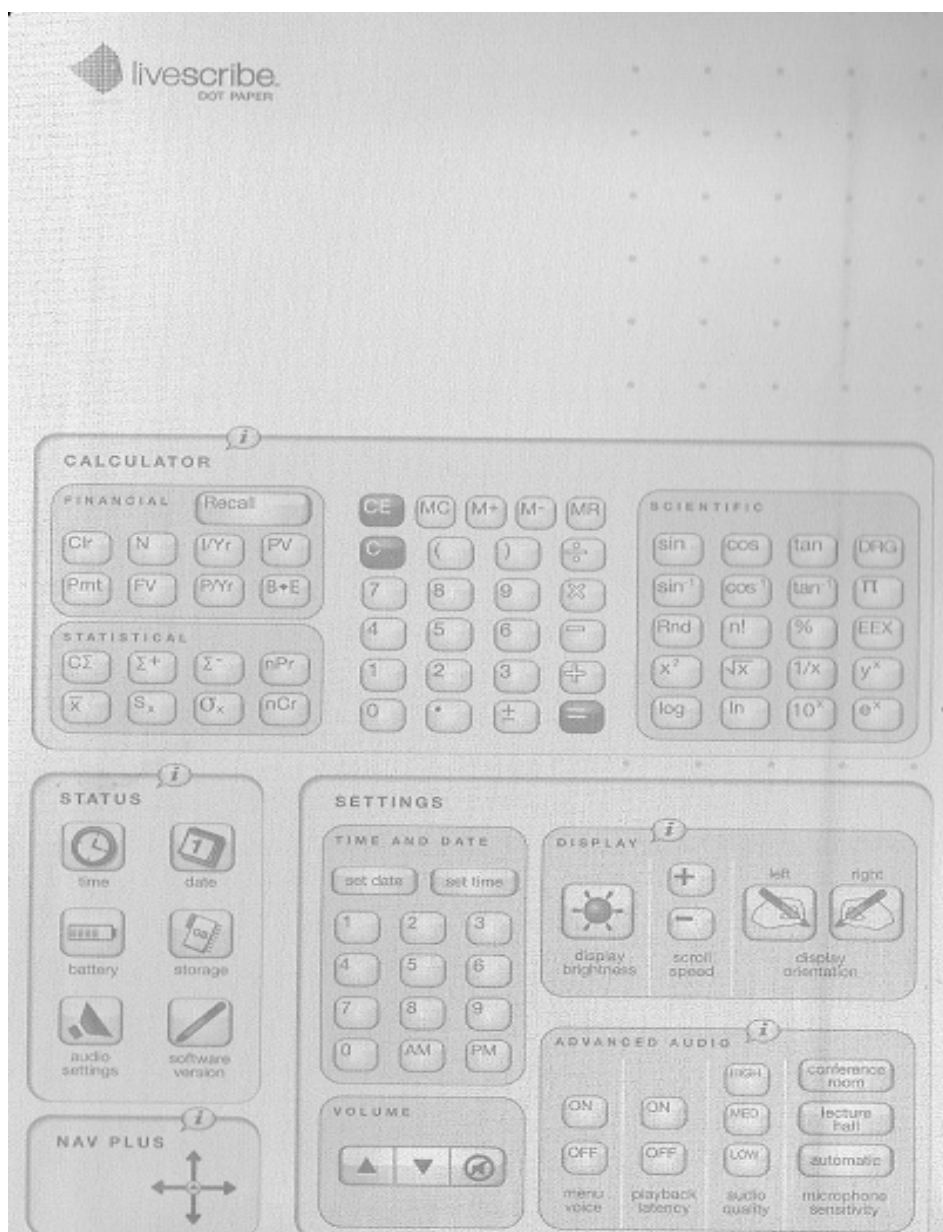 livescribe™
DOT PAPER
i
CALCULATOR
FINANCIAL
Recall
Clr N I/Yr PV
Pmt FV P/Yr B+E
STATISTICAL
CΣ Σ+ Σ- nPr
x̅ Sx σx nCr
CE MC M+ M- MR
C ( ) ÷
7 8 9 ×
4 5 6 −
1 2 3 +
0 • ± =
SCIENTIFIC
sin cos tan DRG
sin⁻¹ cos⁻¹ tan⁻¹ π
Rnd n! % EEX
x² √x 1/x yˣ
log ln 10ˣ eˣ
i
STATUS
1
time date
GB
battery storage
audio settings
software version
i
NAV PLUS
SETTINGS
TIME AND DATE
set date set time
1 2 3
4 5 6
7 8 9
0 AM PM
VOLUME
i
DISPLAY
+
−
left right
display brightness
scroll speed
display orientation
i
ADVANCED AUDIO
ON
OFF
menu voice
ON
OFF
playback latency
HIGH
MED
LOW
audio quality
conference room
lecture hall
automatic
microphone sensitivity